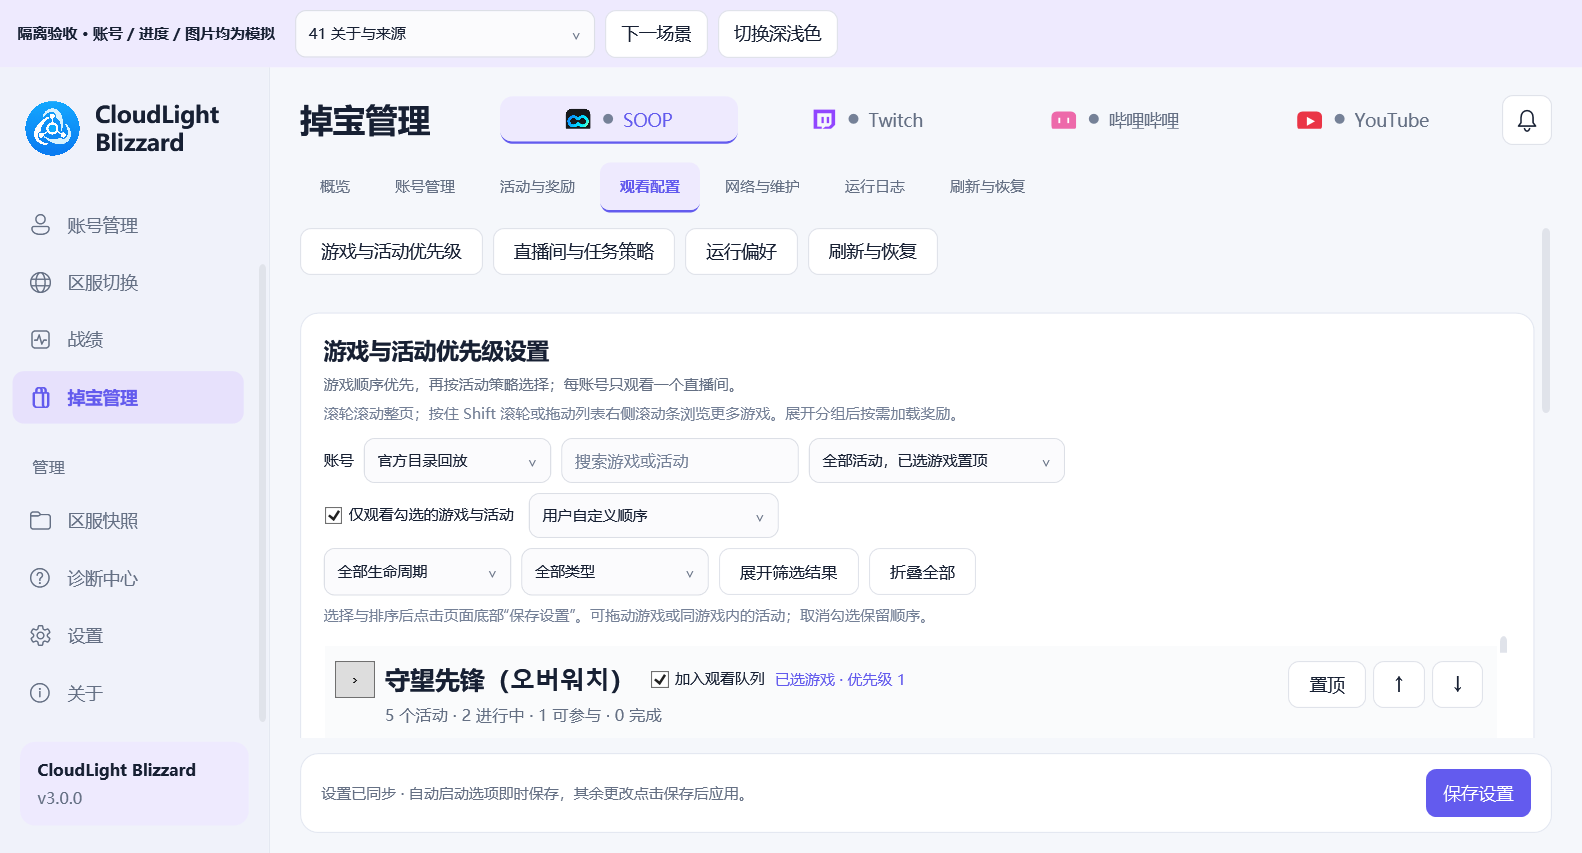 隔离验收 • 账号 / 进度 / 图片均为模拟
41 关于与来源
下一场景
切换深浅色
CloudLight
Blizzard
账号管理
区服切换
战绩
掉宝管理
管理
区服快照
诊断中心
设置
关于
CloudLight Blizzard
v3.0.0
掉宝管理
SOOP
Twitch
哔哩哔哩
YouTube
概览
账号管理
活动与奖励
观看配置
网络与维护
运行日志
刷新与恢复
游戏与活动优先级
直播间与任务策略
运行偏好
刷新与恢复
游戏与活动优先级设置
游戏顺序优先，再按活动策略选择；每账号只观看一个直播间。
滚轮滚动整页；按住 Shift 滚轮或拖动列表右侧滚动条浏览更多游戏。展开分组后按需加载奖励。
账号
官方目录回放
搜索游戏或活动
全部活动，已选游戏置顶
仅观看勾选的游戏与活动
用户自定义顺序
全部生命周期
全部类型
展开筛选结果
折叠全部
选择与排序后点击页面底部“保存设置”。可拖动游戏或同游戏内的活动；取消勾选保留顺序。
守望先锋（오버워치）
加入观看队列
已选游戏 · 优先级 1
置顶
↑
↓
5 个活动 · 2 进行中 · 1 可参与 · 0 完成
设置已同步 · 自动启动选项即时保存，其余更改点击保存后应用。
保存设置